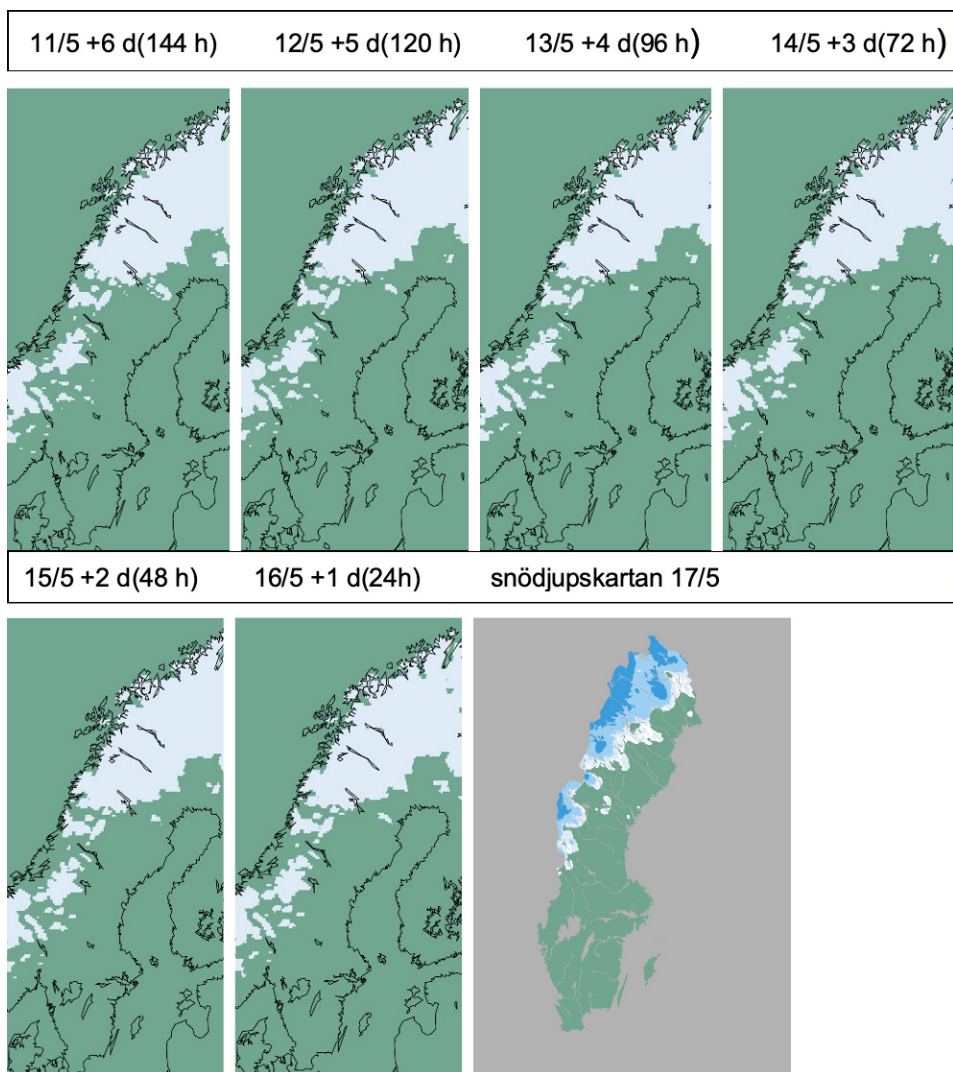 11/5 +6 d(144 h) 12/5 +5 d(120 h) 13/5 +4 d(96 h) 14/5 +3 d(72 h)
15/5 +2 d(48 h) 16/5 +1 d(24h) snödjupskartan 17/5